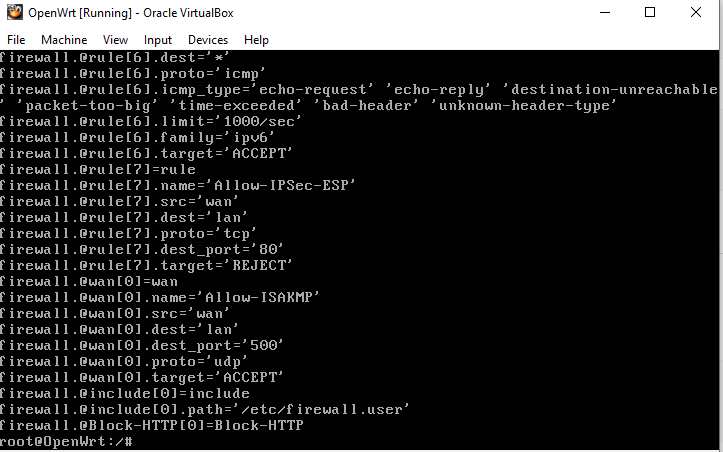 OpenWrt [Running] - Oracle VirtualBox
File Machine View Input Devices Help
firewall.@rule[6].dest='*'
firewall.@rule[6].proto='icmp'
firewall.@rule[6].icmp_type='echo-request' 'echo-reply' 'destination-unreachable
' 'packet-too-big' 'time-exceeded' 'bad-header' 'unknown-header-type'
firewall.@rule[6].limit='1000/sec'
firewall.@rule[6].family='ipv6'
firewall.@rule[6].target='ACCEPT'
firewall.@rule[7]=rule
firewall.@rule[7].name='Allow-IPSec-ESP'
firewall.@rule[7].src='wan'
firewall.@rule[7].dest='lan'
firewall.@rule[7].proto='tcp'
firewall.@rule[7].dest_port='80'
firewall.@rule[7].target='REJECT'
firewall.@wan[0]=wan
firewall.@wan[0].name='Allow-ISAKMP'
firewall.@wan[0].src='wan'
firewall.@wan[0].dest='lan'
firewall.@wan[0].dest_port='500'
firewall.@wan[0].proto='udp'
firewall.@wan[0].target='ACCEPT'
firewall.@include[0]=include
firewall.@include[0].path='/etc/firewall.user'
firewall.@Block-HTTP[0]=Block-HTTP
root@OpenWrt:/#